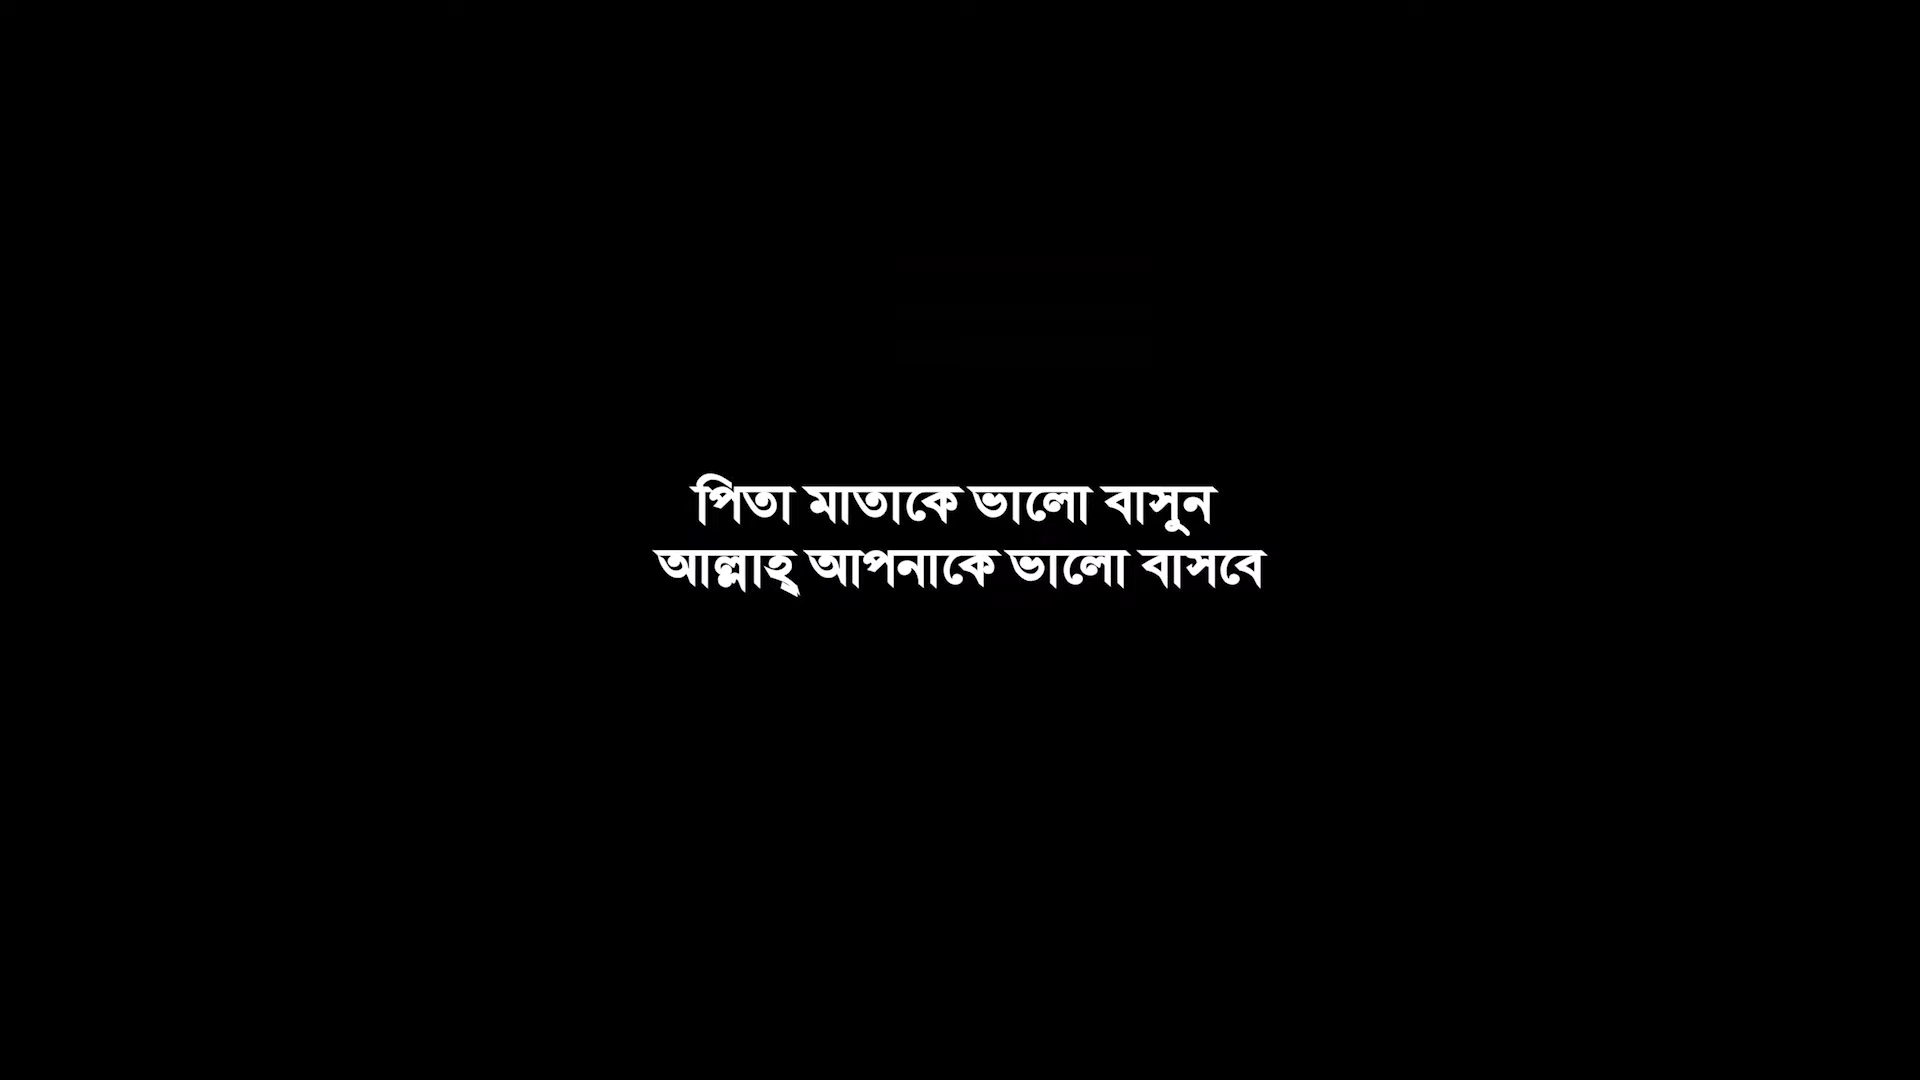 পিতা মাতাকে ভালো বাসুন
আল্লাহ্ আপনাকে ভালো বাসবে